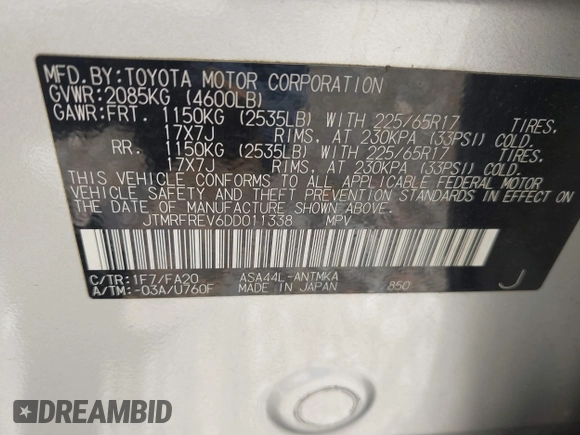 MFD.BY:TOYOTA MOTOR CORPORATION
GVWR:2085KG (4600LB)
GAWR:FRT. 1150KG (2535LB) WITH 225/65R17 TIRES.
17X7J RIMS, AT 230KPA (33PSI) COLD.
RR. 1150KG (2535LB) WITH 225/65R17 TIRES,
17X7J RIMS, AT 230KPA (33PSI) COLD.
THIS VEHICLE CONFORMS TO ALL APPLICABLE FEDERAL MOTOR
VEHICLE SAFETY AND THEFT PREVENTION STANDARDS IN EFFECT ON
THE DATE OF MANUFACTURE SHOWN ABOVE.
JTMRFREV6DD011338 MPV
C/TR:1F7/FA20 ASA44L-ANTMKA
A/TM:-03A/U760F MADE IN JAPAN 850 J
DREAMBID